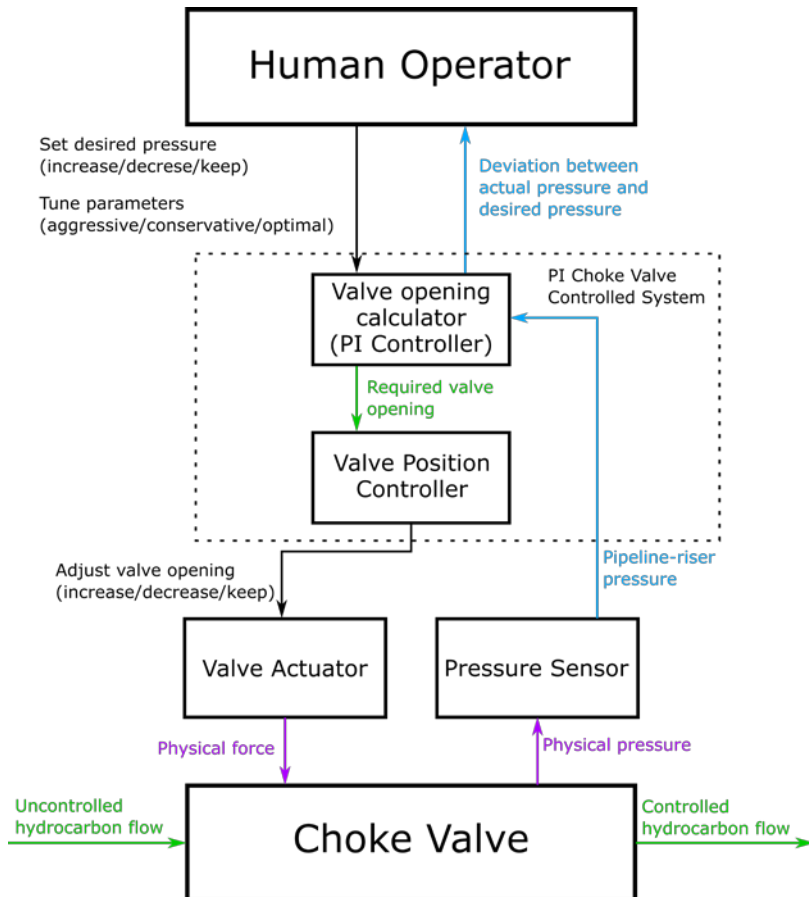 Human Operator
Set desired pressure
(increase/decrese/keep)
Tune parameters
(aggressive/conservative/optimal)
Deviation between
actual pressure and
desired pressure
PI Choke Valve
Controlled System
Valve opening
calculator
(PI Controller)
Required valve
opening
Valve Position
Controller
Adjust valve opening
(increase/decrease/keep)
Pipeline-riser
pressure
Valve Actuator
Pressure Sensor
Physical force
Physical pressure
Uncontrolled
hydrocarbon flow
Choke Valve
Controlled
hydrocarbon flow